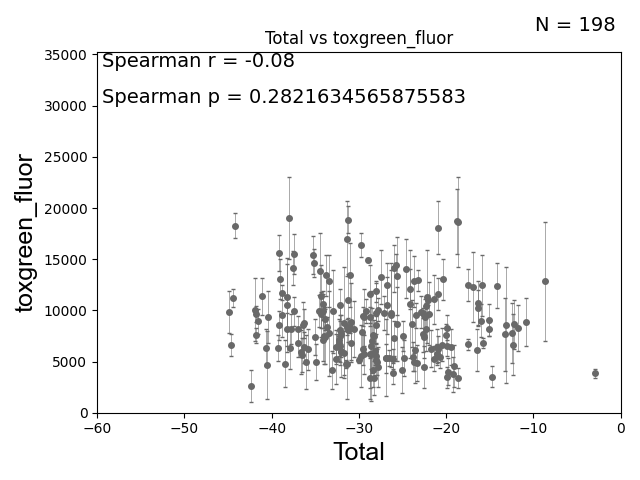 N = 198
Total vs toxgreen_fluor
Spearman r = -0.08
Spearman p = 0.2821634565875583
35000
30000
25000
20000
15000
10000
5000
0
toxgreen_fluor
−60 −50 −40 −30 −20 −10 0
Total